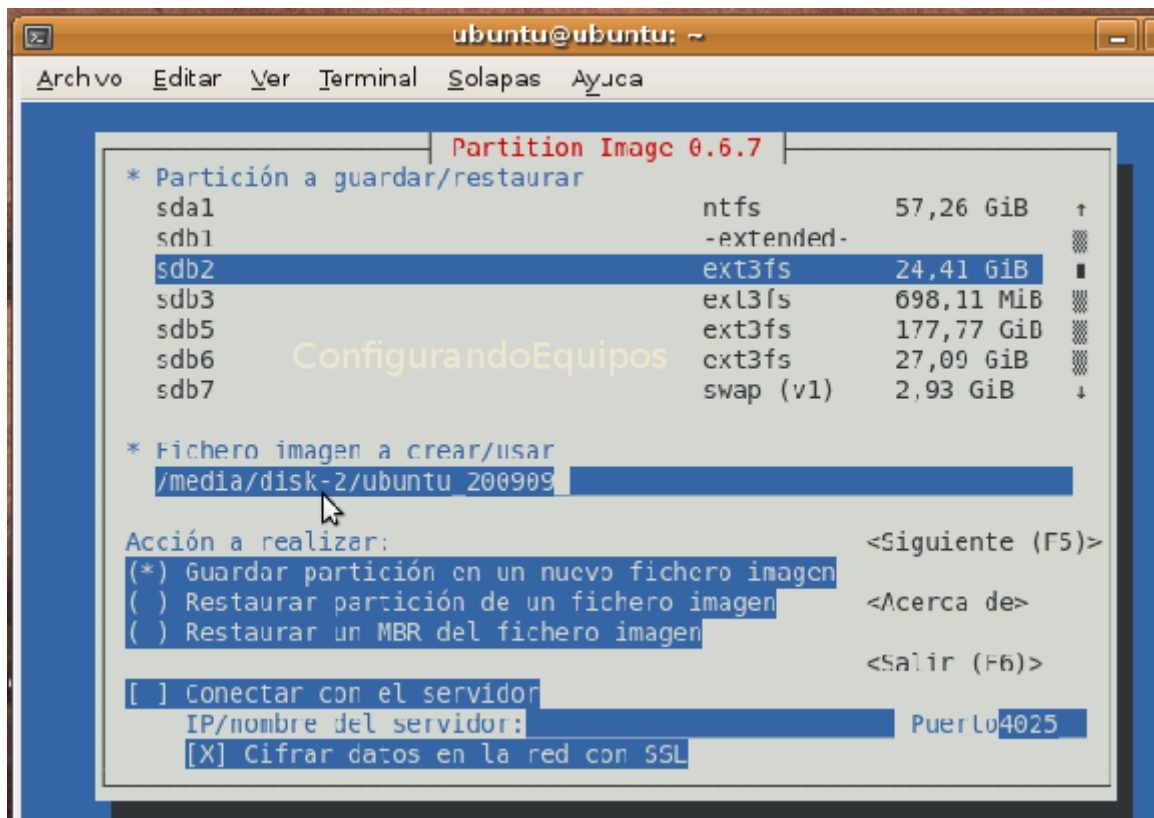 ubuntu@ubuntu: ~
Archivo Editar Ver Terminal Solapas Ayuda
Partition Image 0.6.7
* Partición a guardar/restaurar
sda1 ntfs 57,26 GiB ↑
sdb1 -extended-
sdb2 ext3fs 24,41 GiB
sdb3 ext3fs 698,11 MiB
sdb5 ext3fs 177,77 GiB
sdb6 ext3fs 27,09 GiB
sdb7 swap (v1) 2,93 GiB ↓
ConfigurandoEquipos
* Fichero imagen a crear/usar
/media/disk-2/ubuntu_200909_
Acción a realizar: <Siguiente (F5)>
(*) Guardar partición en un nuevo fichero imagen
( ) Restaurar partición de un fichero imagen <Acerca de>
( ) Restaurar un MBR del fichero imagen
<Salir (F6)>
[ ] Conectar con el servidor
IP/nombre del servidor: Puerto 4025
[X] Cifrar datos en la red con SSL